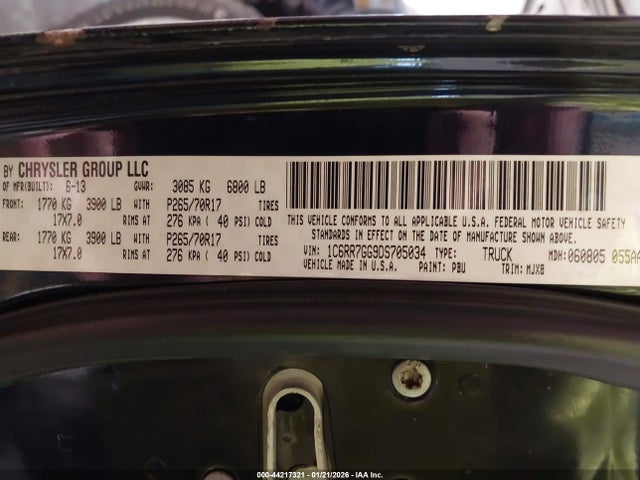 BY CHRYSLER GROUP LLC
OF MFR(BUILT): 6-13 GVWR: 3085 KG 6800 LB
FRONT: 1770 KG 3900 LB WITH P265/70R17 TIRES
17X7.0 RIMS AT 276 KPA ( 40 PSI) COLD
REAR: 1770 KG 3900 LB WITH P265/70R17 TIRES
17X7.0 RIMS AT 276 KPA ( 40 PSI) COLD
THIS VEHICLE CONFORMS TO ALL APPLICABLE U.S.A. FEDERAL MOTOR VEHICLE SAFETY
STANDARDS IN EFFECT ON THE DATE OF MANUFACTURE SHOWN ABOVE.
VIN: 1C6RR7GG9DS705034 TYPE: TRUCK MDH:060805 055AA
VEHICLE MADE IN U.S.A. PAINT: PBU TRIM: MJXB
000-44217321 - 01/21/2026 - IAA Inc.